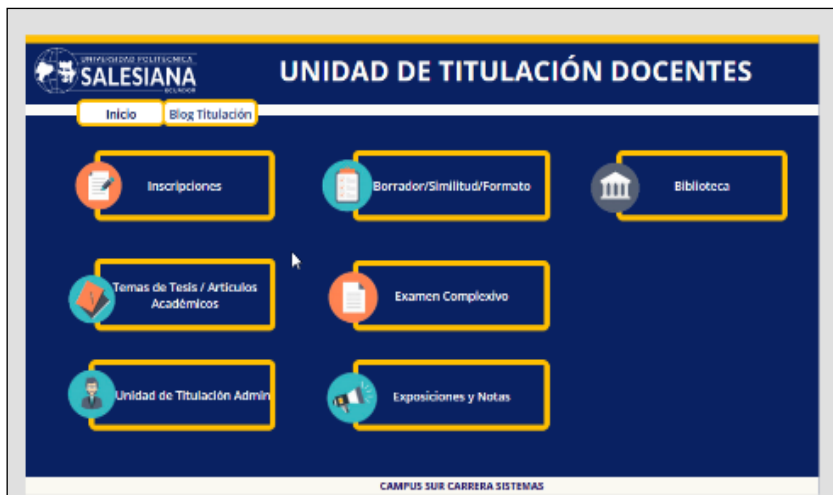 UNIVERSIDAD POLITÉCNICA
SALESIANA
ECUADOR
UNIDAD DE TITULACIÓN DOCENTES
Inicio
Blog Titulación
Inscripciones
Borrador/Similitud/Formato
Biblioteca
Temas de Tesis / Artículos
Académicos
Examen Complexivo
Unidad de Titulación Admin
Exposiciones y Notas
CAMPUS SUR CARRERA SISTEMAS